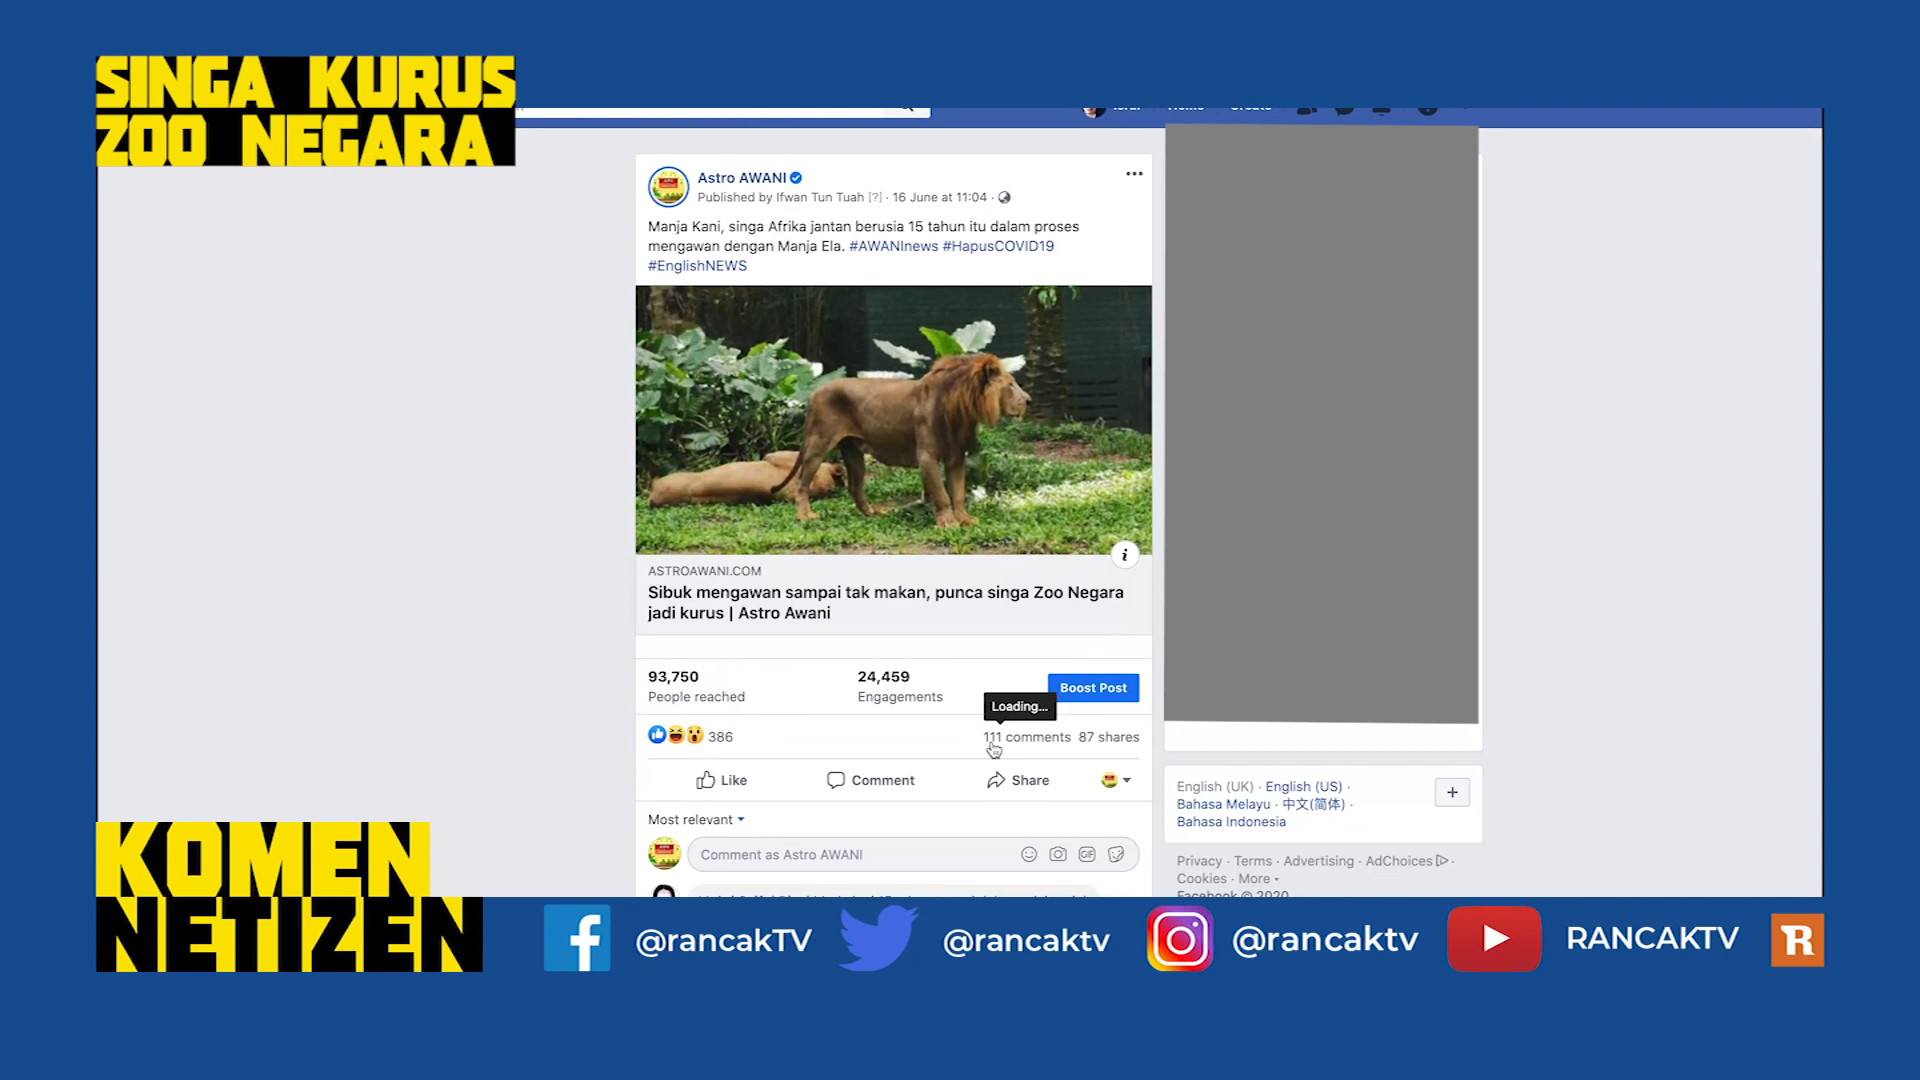 SINGA KURUS
ZOO NEGARA
Astro AWANI
Published by Ifwan Tun Tuah [?] · 16 June at 11:04 ·
Manja Kani, singa Afrika jantan berusia 15 tahun itu dalam proses
mengawan dengan Manja Ela. #AWANInews #HapusCOVID19
#EnglishNEWS
ASTROAWANI.COM
Sibuk mengawan sampai tak makan, punca singa Zoo Negara
jadi kurus | Astro Awani
93,750
People reached
24,459
Engagements
Boost Post
Loading...
386
111 comments 87 shares
Like
Comment
Share
Most relevant
Comment as Astro AWANI
GIF
English (UK) · English (US) ·
Bahasa Melayu · 中文(简体) ·
Bahasa Indonesia
Privacy · Terms · Advertising · AdChoices ·
Cookies · More
Facebook © 2020
KOMEN
NETIZEN
@rancakTV
@rancaktv
@rancaktv
RANCAKTV
R